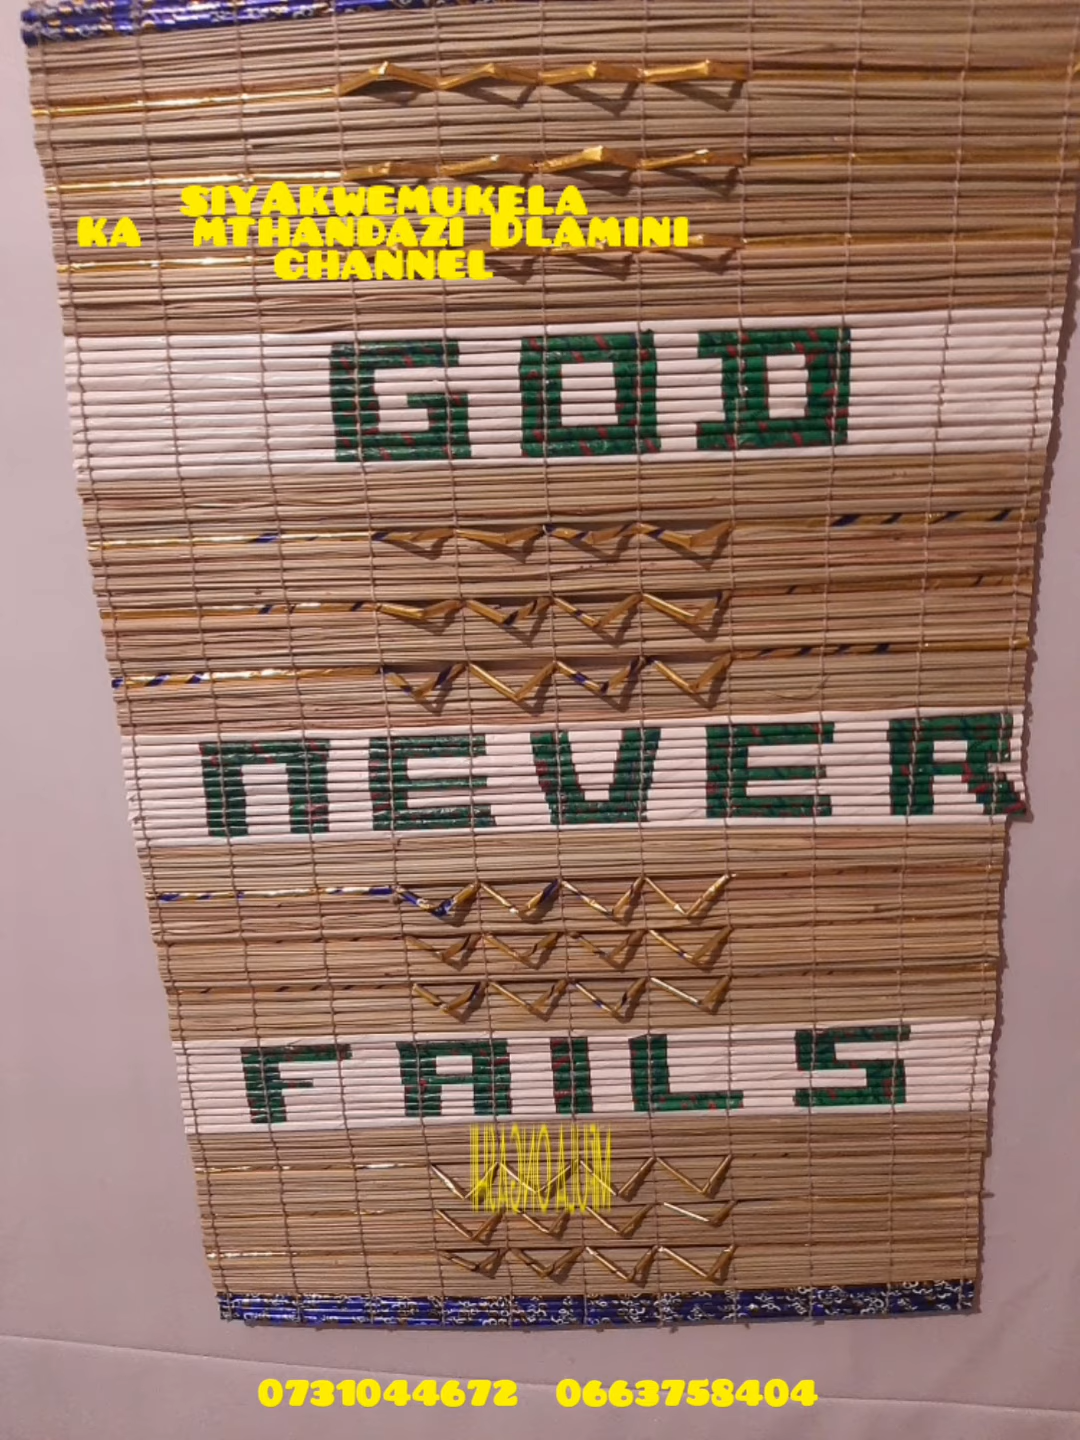 SIYAKWEMUKELA
KA MTHANDAZI DLAMINI
CHANNEL
GOD
NEVER
FAILS
0731044672 0663758404